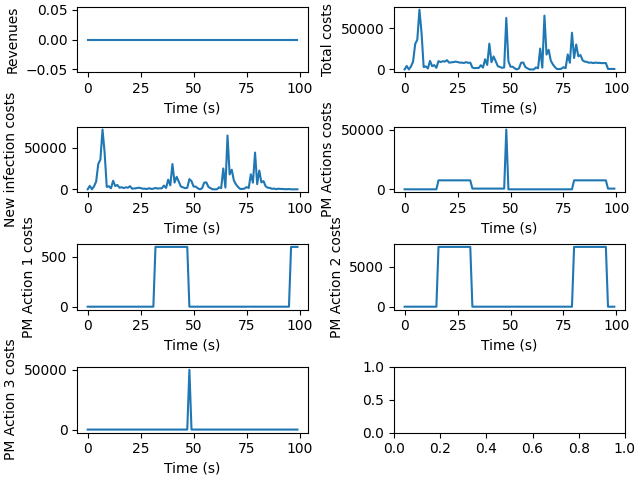 Revenues
0.05
0.00
−0.05
0 25 50 75 100
Time (s)
Total costs
50000
0
0 25 50 75 100
Time (s)
New infection costs
50000
0
0 25 50 75 100
Time (s)
PM Actions costs
50000
0
0 25 50 75 100
Time (s)
PM Action 1 costs
500
0
0 25 50 75 100
Time (s)
PM Action 2 costs
5000
0
0 25 50 75 100
Time (s)
PM Action 3 costs
50000
0
0 25 50 75 100
Time (s)
1.0
0.5
0.0
0.0 0.2 0.4 0.6 0.8 1.0